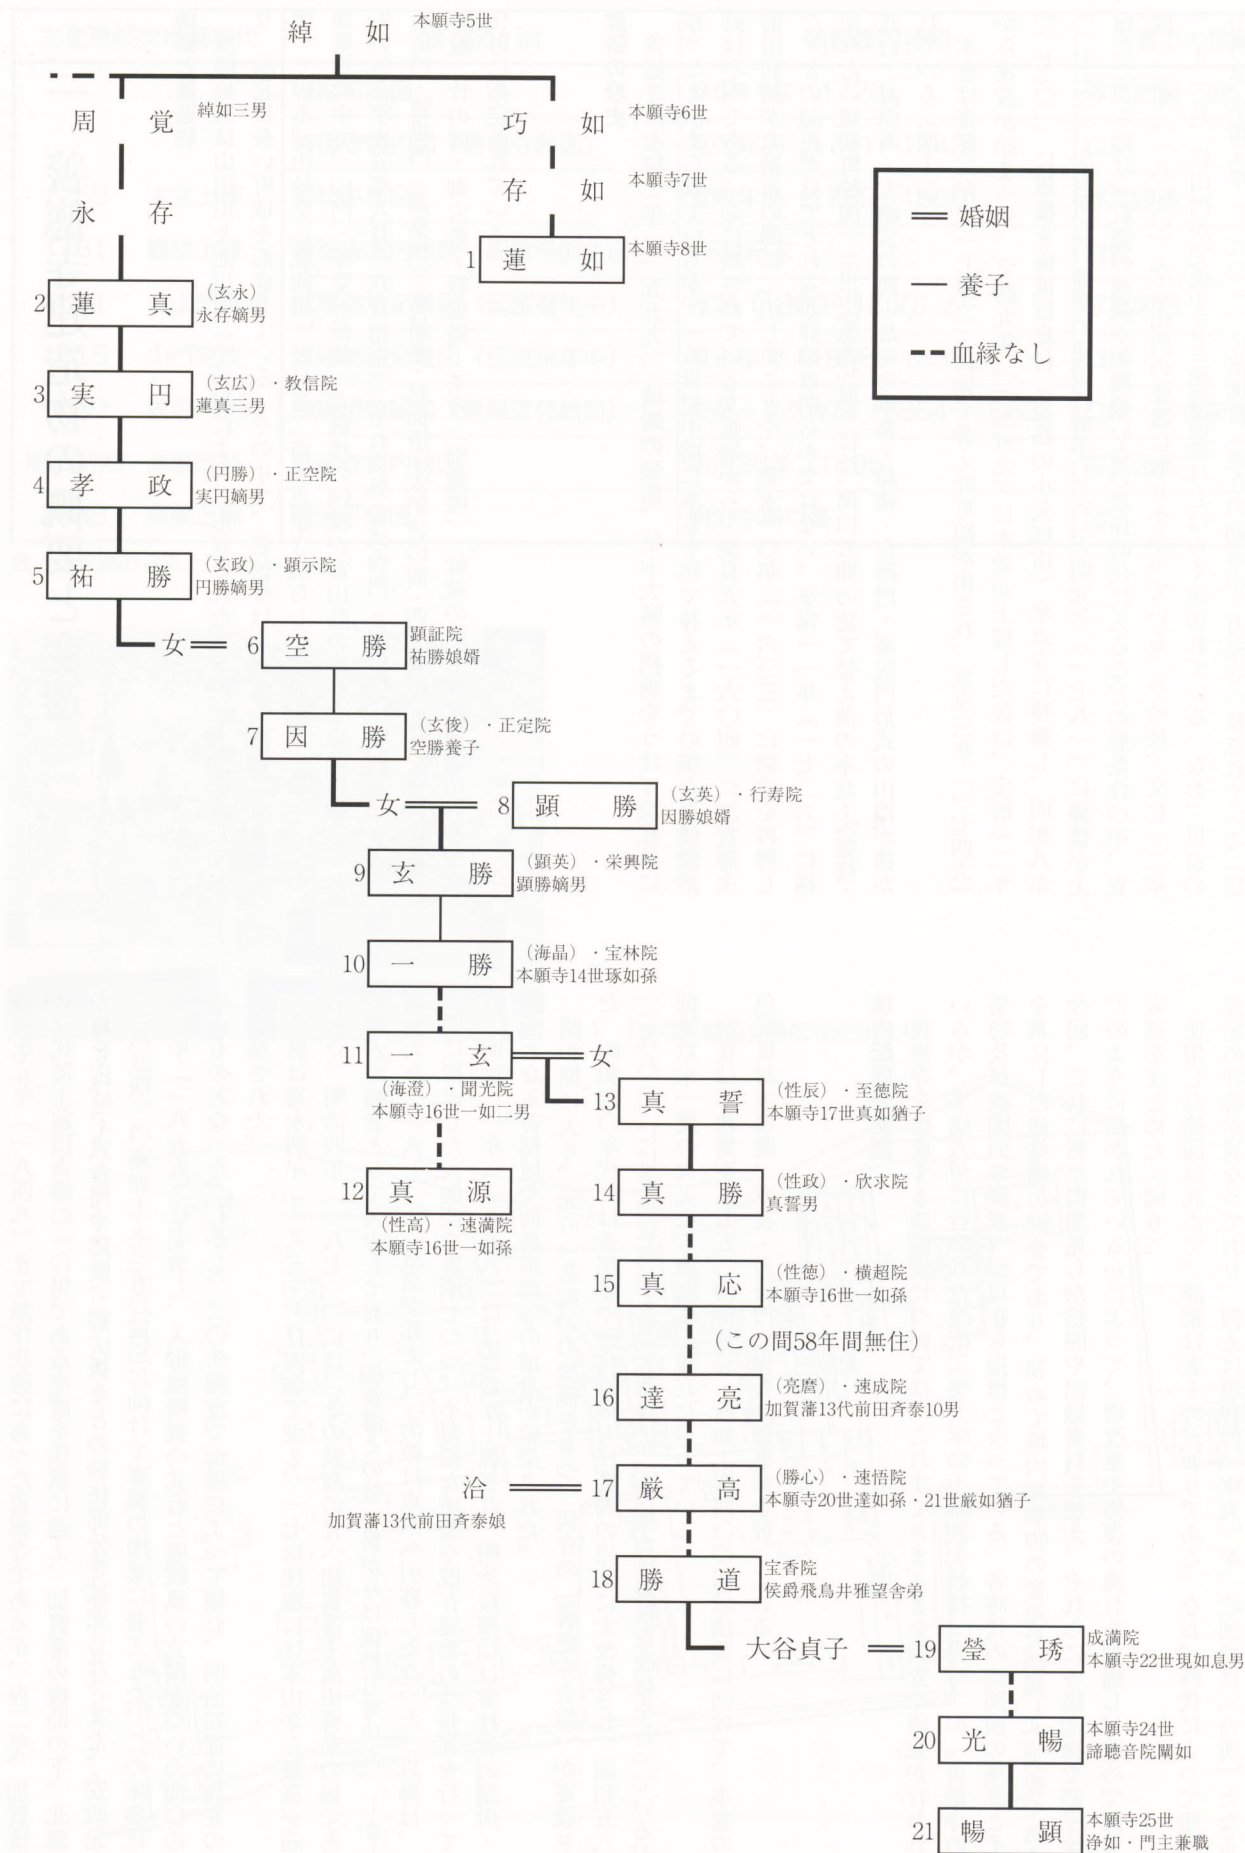 綽　如 本願寺5世
周　覚 綽如三男
永　存
巧　如 本願寺6世
存　如 本願寺7世
1 蓮　如 本願寺8世
＝ 婚姻
― 養子
--- 血縁なし
2 蓮　真 （玄永）
永存嫡男
3 実　円 （玄広）・教信院
蓮真三男
4 孝　政 （円勝）・正空院
実円嫡男
5 祐　勝 （玄政）・顕示院
円勝嫡男
女
6 空　勝 顕証院
祐勝娘婿
7 因　勝 （玄俊）・正定院
空勝養子
女
8 顕　勝 （玄英）・行寿院
因勝娘婿
9 玄　勝 （顕英）・栄興院
顕勝嫡男
10 一　勝 （海晶）・宝林院
本願寺14世琢如孫
11 一　玄 女
（海澄）・聞光院
本願寺16世一如二男
12 真　源
（性高）・速満院
本願寺16世一如孫
13 真　誓 （性辰）・至徳院
本願寺17世真如猶子
14 真　勝 （性政）・欣求院
真誓男
15 真　応 （性徳）・横超院
本願寺16世一如孫
（この間58年間無住）
16 達　亮 （亮麿）・速成院
加賀藩13代前田斉泰10男
洽
加賀藩13代前田斉泰娘
17 厳　高 （勝心）・速悟院
本願寺20世達如孫・21世厳如猶子
18 勝　道 宝香院
侯爵飛鳥井雅望舎弟
大谷貞子
19 瑩　琇 成満院
本願寺22世現如息男
20 光　暢 本願寺24世
諦聴音院闡如
21 暢　顕 本願寺25世
浄如・門主兼職